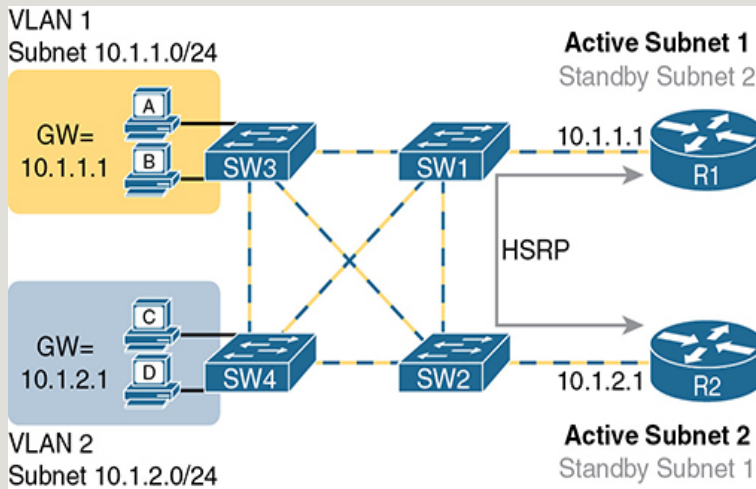 VLAN 1
Subnet 10.1.1.0/24
Active Subnet 1
Standby Subnet 2
A
GW=
10.1.1.1
B
SW3
SW1
10.1.1.1
R1
HSRP
C
GW=
10.1.2.1
D
SW4
SW2
10.1.2.1
R2
VLAN 2
Subnet 10.1.2.0/24
Active Subnet 2
Standby Subnet 1